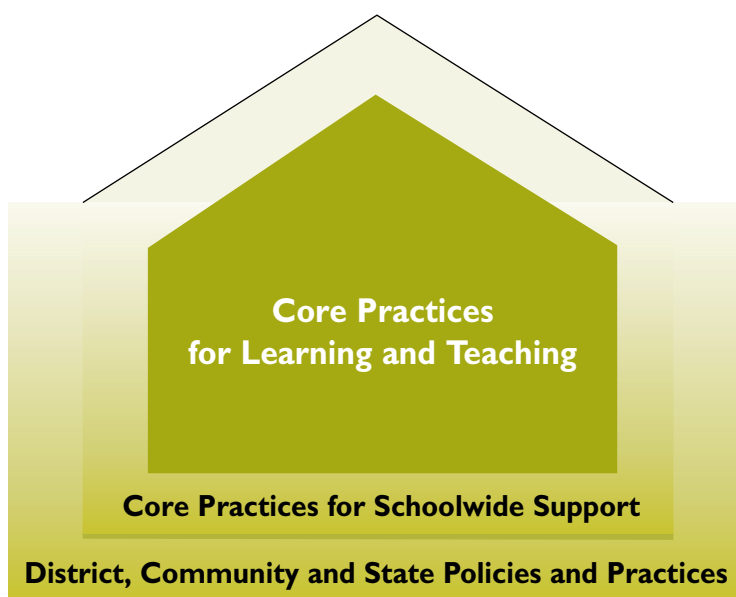 Core Practices
for Learning and Teaching
Core Practices for Schoolwide Support
District, Community and State Policies and Practices